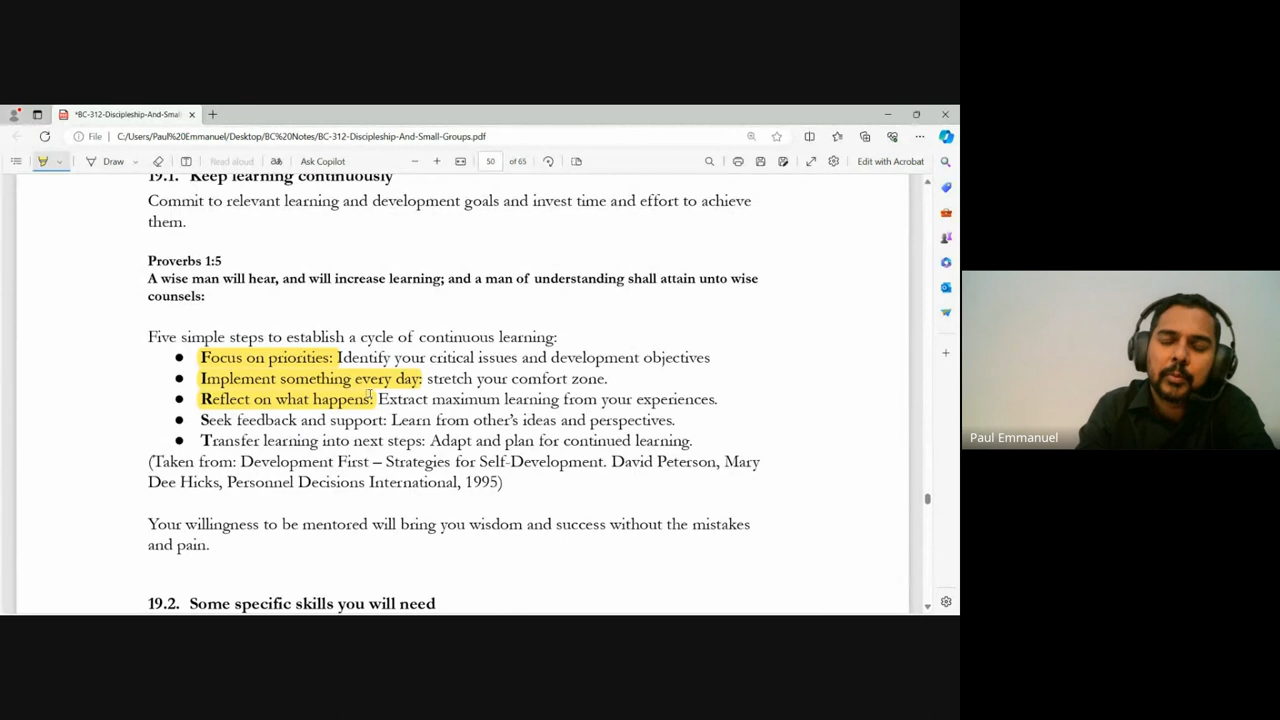 *BC-312-Discipleship-And-Smal
File
C:/Users/Paul%20Emmanuel/Desktop/BC%20Notes/BC-312-Discipleship-And-Small-Groups.pdf
Draw
Read aloud
Ask Copilot
50
of 65
Edit with Acrobat
19.1. Keep learning continuously
Commit to relevant learning and development goals and invest time and effort to achieve
them.
Proverbs 1:5
A wise man will hear, and will increase learning; and a man of understanding shall attain unto wise
counsels:
Five simple steps to establish a cycle of continuous learning:
● Focus on priorities: Identify your critical issues and development objectives
● Implement something every day: stretch your comfort zone.
● Reflect on what happens: Extract maximum learning from your experiences.
● Seek feedback and support: Learn from other's ideas and perspectives.
● Transfer learning into next steps: Adapt and plan for continued learning.
(Taken from: Development First – Strategies for Self-Development. David Peterson, Mary
Dee Hicks, Personnel Decisions International, 1995)
Your willingness to be mentored will bring you wisdom and success without the mistakes
and pain.
19.2. Some specific skills you will need
Paul Emmanuel